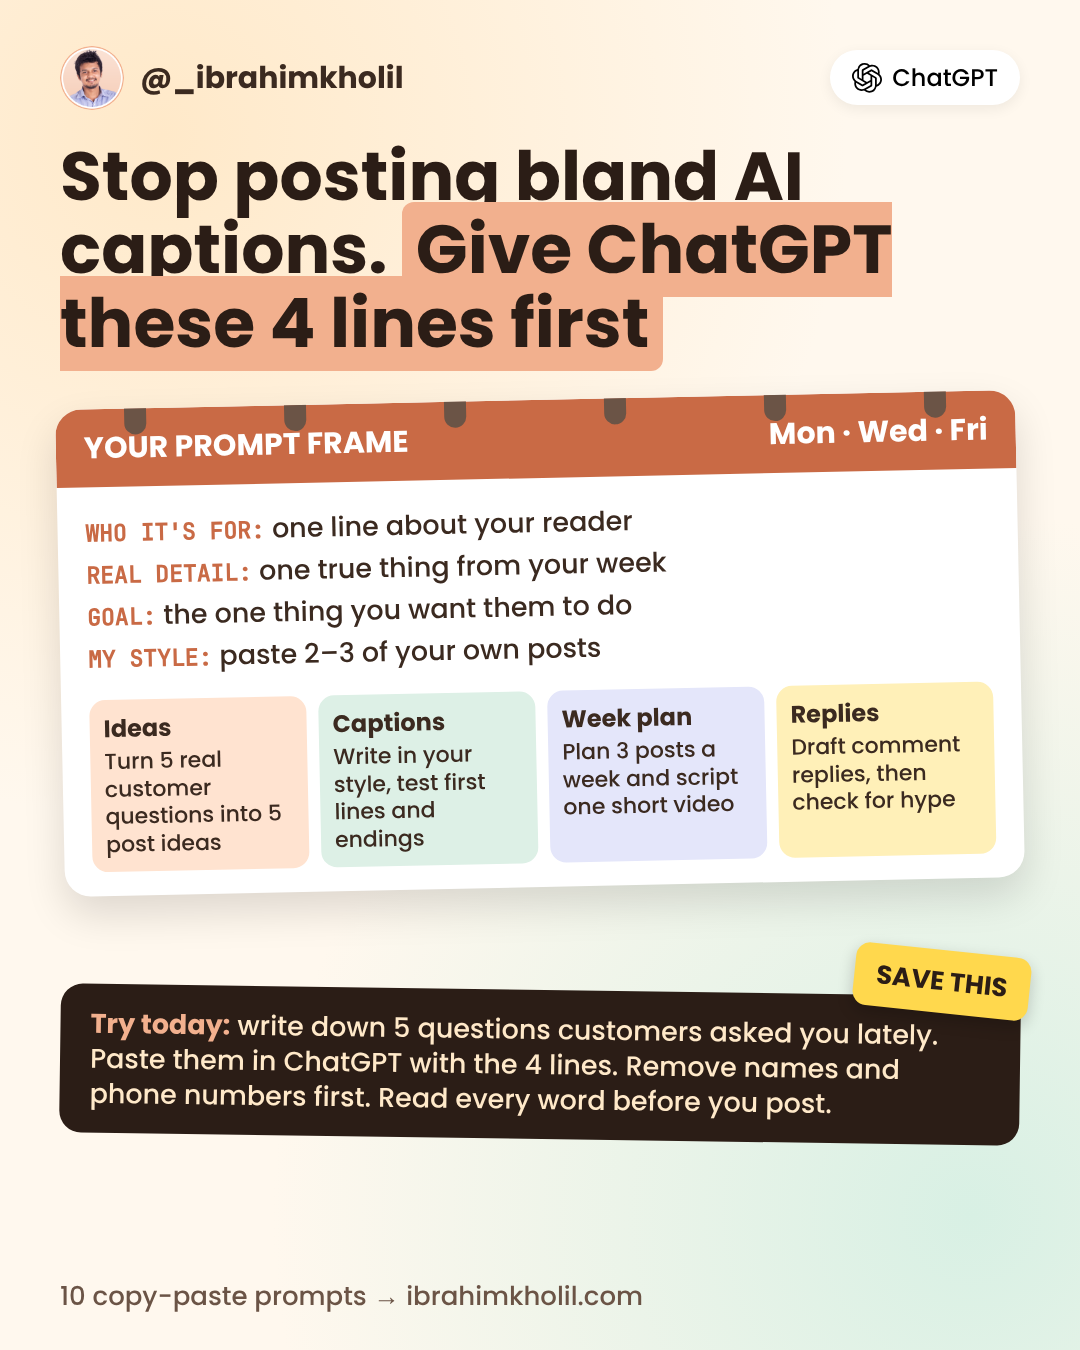 @_ibrahimkholil
ChatGPT
Stop posting bland AI
captions. Give ChatGPT
these 4 lines first
YOUR PROMPT FRAME
Mon · Wed · Fri
WHO IT'S FOR: one line about your reader
REAL DETAIL: one true thing from your week
GOAL: the one thing you want them to do
MY STYLE: paste 2–3 of your own posts
Ideas
Turn 5 real
customer
questions into 5
post ideas
Captions
Write in your
style, test first
lines and
endings
Week plan
Plan 3 posts a
week and script
one short video
Replies
Draft comment
replies, then
check for hype
SAVE THIS
Try today: write down 5 questions customers asked you lately.
Paste them in ChatGPT with the 4 lines. Remove names and
phone numbers first. Read every word before you post.
10 copy-paste prompts → ibrahimkholil.com